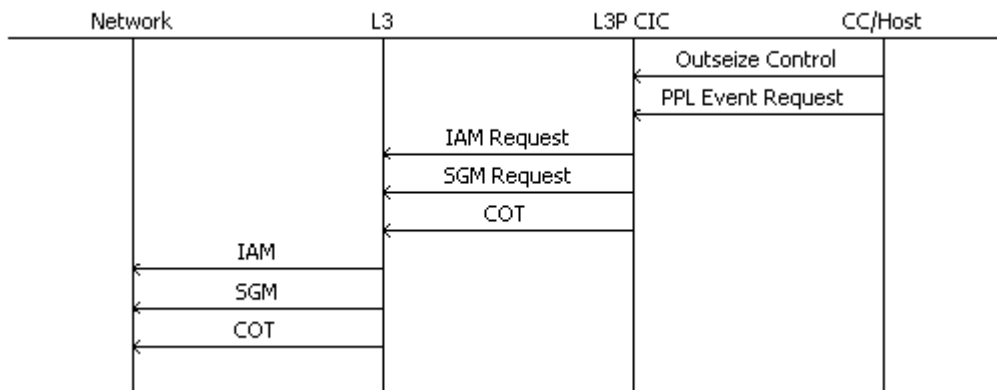 Network L3 L3P CIC CC/Host
Outseize Control
PPL Event Request
IAM Request
SGM Request
COT
IAM
SGM
COT